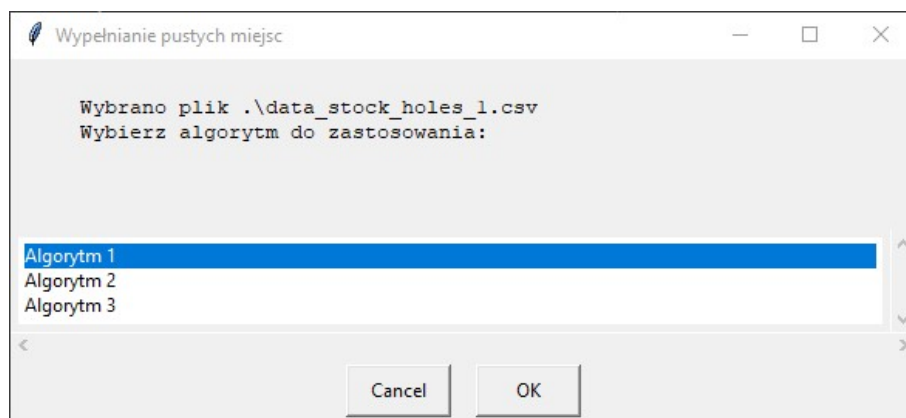 Wypełnianie pustych miejsc
Wybrano plik .\data_stock_holes_1.csv
Wybierz algorytm do zastosowania:
Algorytm 1
Algorytm 2
Algorytm 3
Cancel OK